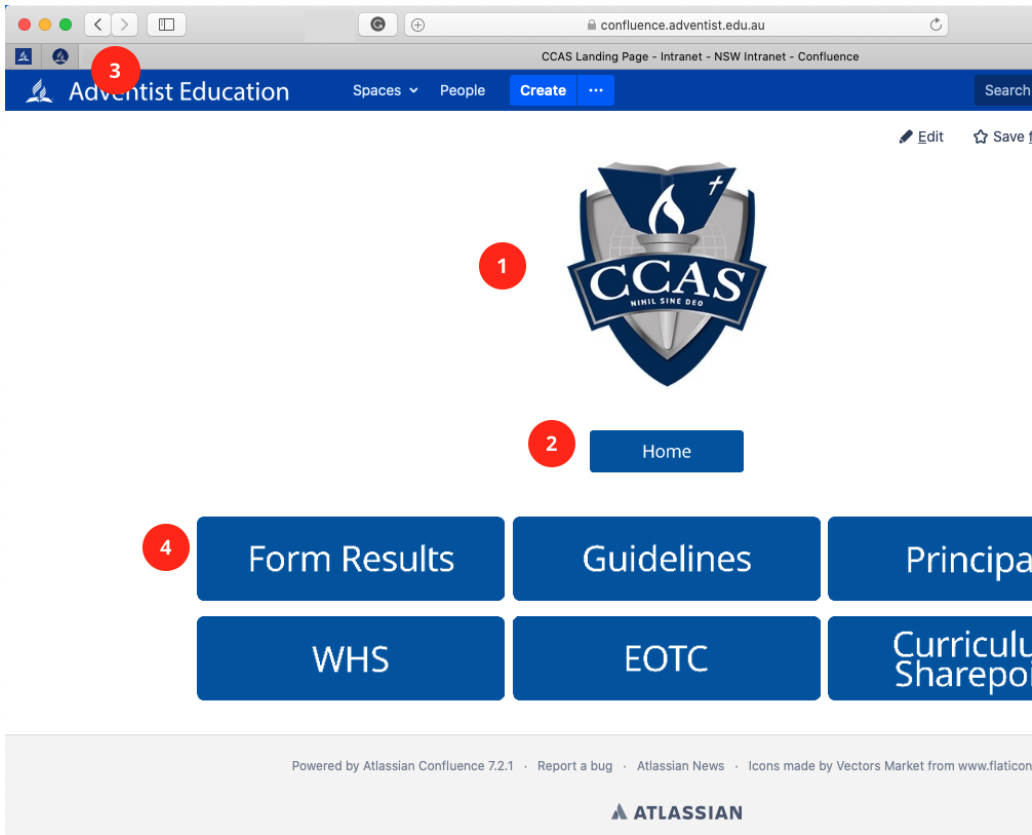 confluence.adventist.edu.au
CCAS Landing Page - Intranet - NSW Intranet - Confluence
3
Adventist Education Spaces People Create ··· Search
Edit Save f
1
CCAS
NIHIL SINE DEO
2 Home
4 Form Results Guidelines Principa
WHS EOTC Curriculu
Sharepoi
Powered by Atlassian Confluence 7.2.1 · Report a bug · Atlassian News · Icons made by Vectors Market from www.flaticon
ATLASSIAN